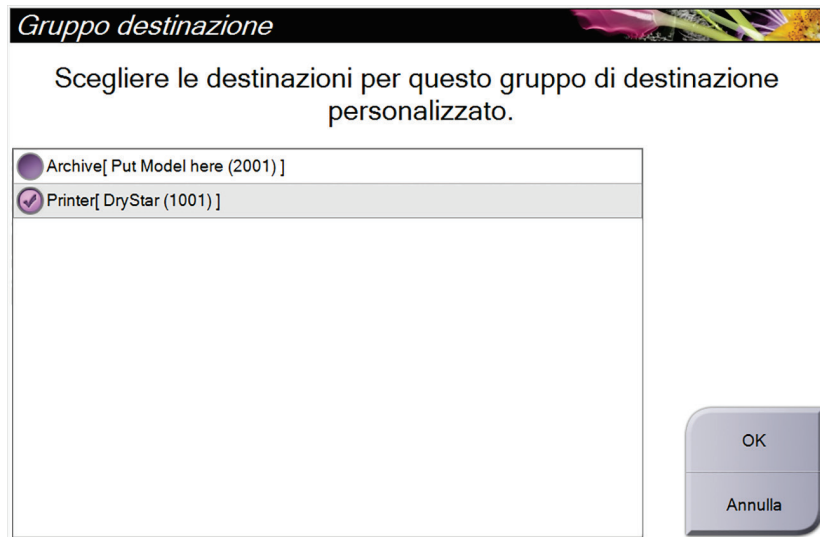 Gruppo destinazione
Scegliere le destinazioni per questo gruppo di destinazione
personalizzato.
Archive[ Put Model here (2001) ]
Printer[ DryStar (1001) ]
OK
Annulla